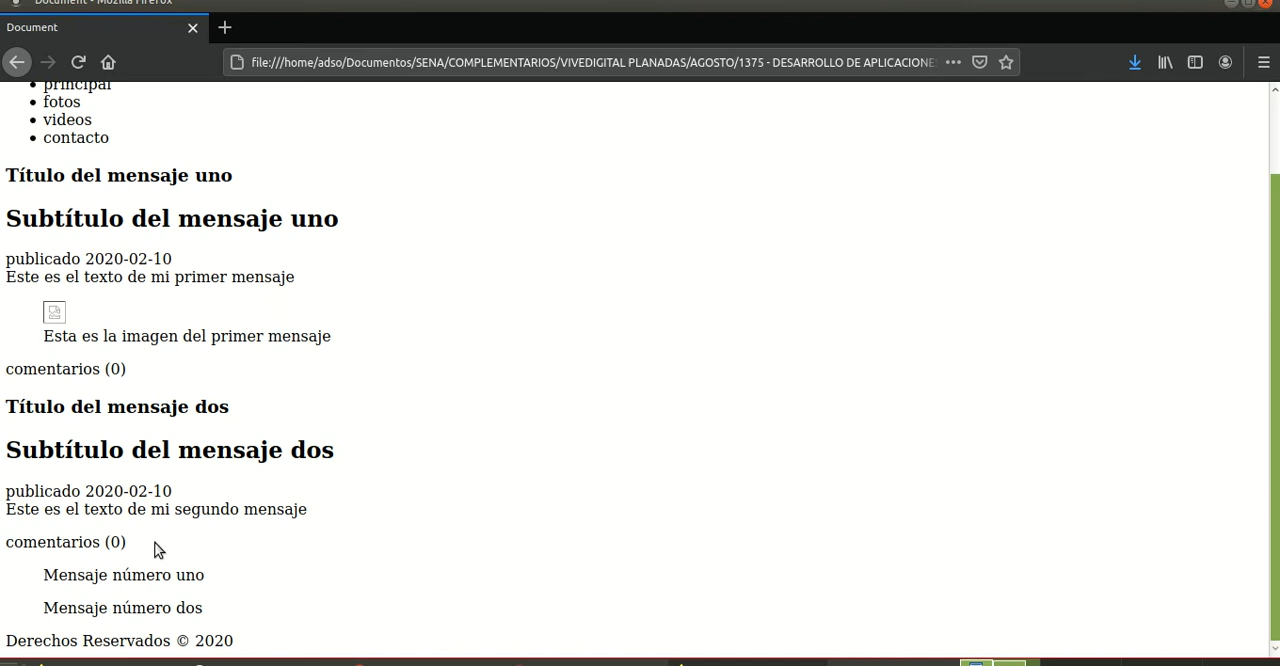 Document - Mozilla Firefox
Document
file:///home/adso/Documentos/SENA/COMPLEMENTARIOS/VIVEDIGITAL PLANADAS/AGOSTO/1375 - DESARROLLO DE APLICACIONE
principal
fotos
videos
contacto
Título del mensaje uno
Subtítulo del mensaje uno
publicado 2020-02-10
Este es el texto de mi primer mensaje
Esta es la imagen del primer mensaje
comentarios (0)
Título del mensaje dos
Subtítulo del mensaje dos
publicado 2020-02-10
Este es el texto de mi segundo mensaje
comentarios (0)
Mensaje número uno
Mensaje número dos
Derechos Reservados © 2020